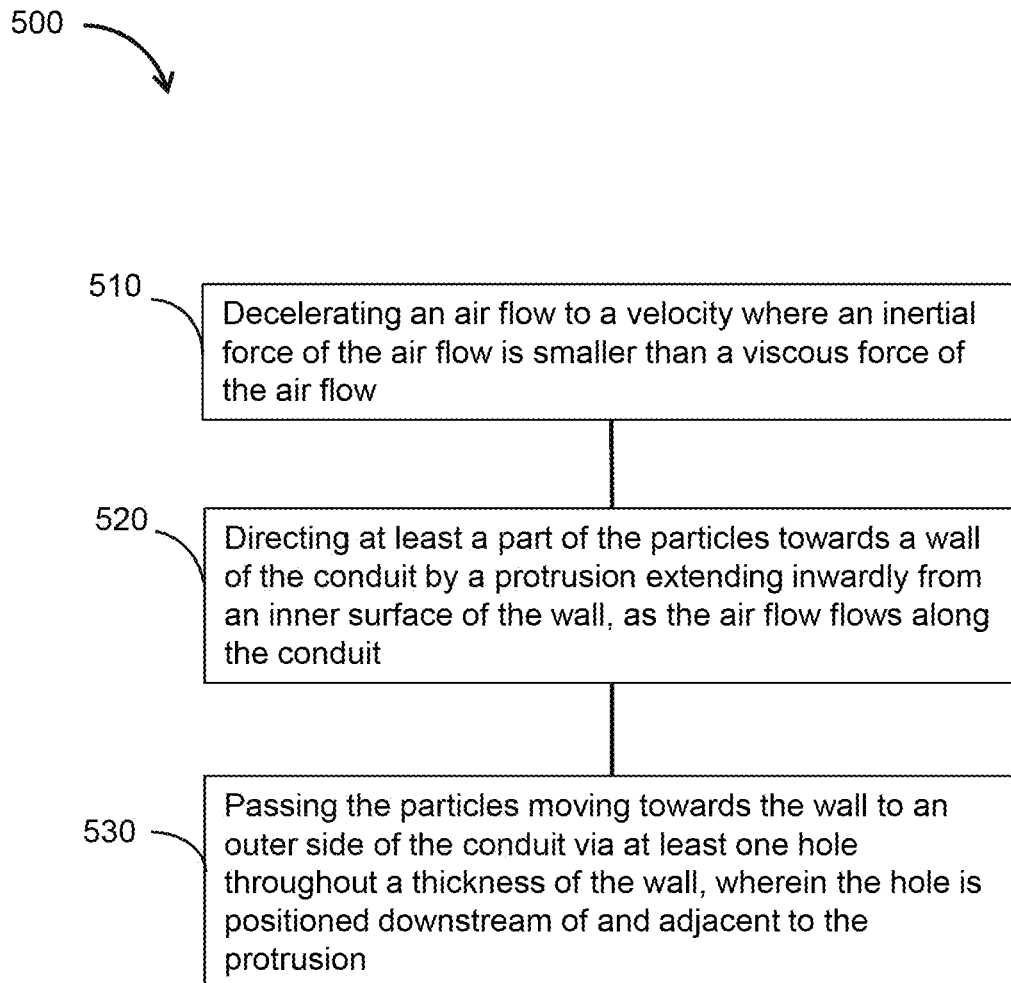 500
510
Decelerating an air flow to a velocity where an inertial
force of the air flow is smaller than a viscous force of
the air flow
520
Directing at least a part of the particles towards a wall
of the conduit by a protrusion extending inwardly from
an inner surface of the wall, as the air flow flows along
the conduit
530
Passing the particles moving towards the wall to an
outer side of the conduit via at least one hole
throughout a thickness of the wall, wherein the hole is
positioned downstream of and adjacent to the
protrusion